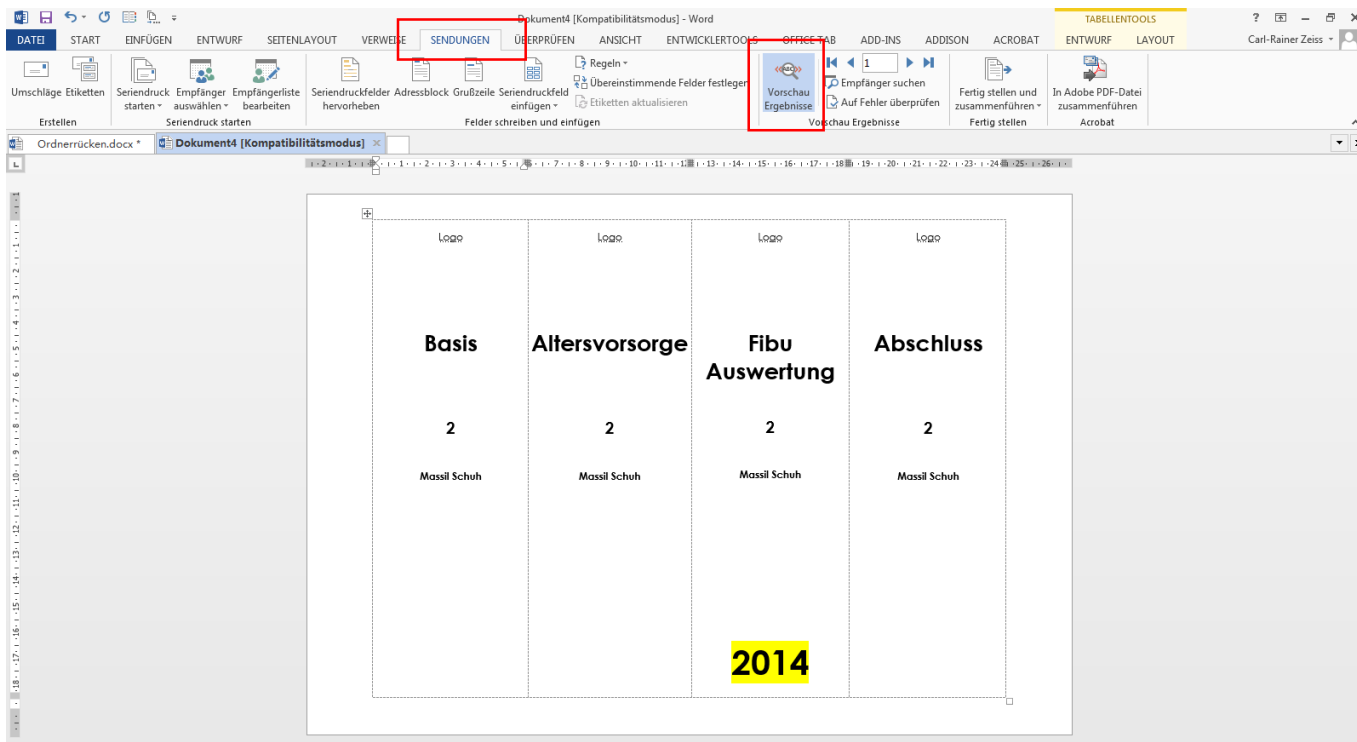 Dokument4 [Kompatibilitätsmodus] - Word
TABELLENTOOLS
DATEI START EINFÜGEN ENTWURF SEITENLAYOUT VERWEISE SENDUNGEN ÜBERPRÜFEN ANSICHT ENTWICKLERTOOLS OFFICE TAB ADD-INS ADDISON ACROBAT ENTWURF LAYOUT Carl-Rainer Zeiss
Regeln
1
Übereinstimmende Felder festlegen
Empfänger suchen
Umschläge Etiketten Seriendruck Empfänger Empfängerliste Seriendruckfelder Adressblock Grußzeile Seriendruckfeld Vorschau Fertig stellen und In Adobe PDF-Datei
starten auswählen bearbeiten hervorheben einfügen Etiketten aktualisieren Ergebnisse Auf Fehler überprüfen zusammenführen zusammenführen
Erstellen Seriendruck starten Felder schreiben und einfügen Vorschau Ergebnisse Fertig stellen Acrobat
Ordnerrücken.docx * Dokument4 [Kompatibilitätsmodus]
Logo Logo Logo Logo
Basis Altersvorsorge Fibu Abschluss
Auswertung
2 2 2 2
Massil Schuh Massil Schuh Massil Schuh Massil Schuh
2014